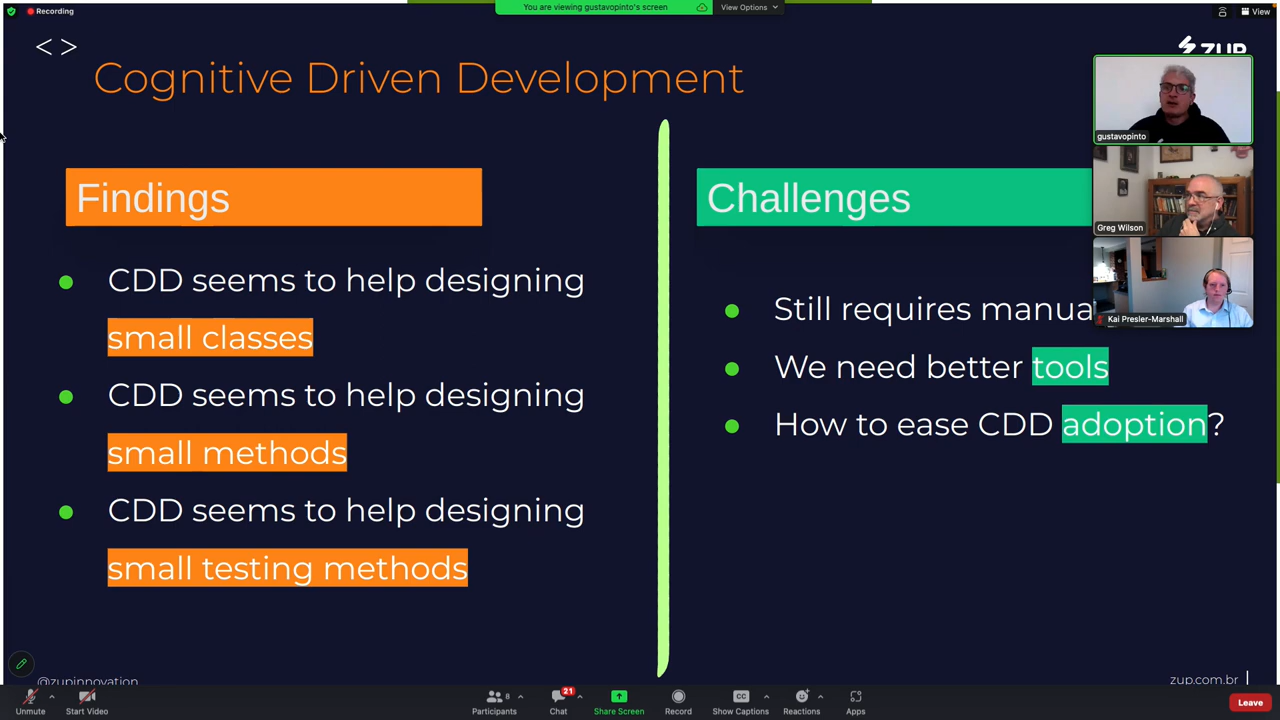 Recording
You are viewing gustavopinto's screen
View Options
View
< >
ZUP
Cognitive Driven Development
gustavopinto
Greg Wilson
Kai Presler-Marshall
Findings
CDD seems to help designing
small classes
CDD seems to help designing
small methods
CDD seems to help designing
small testing methods
Challenges
Still requires manua
We need better tools
How to ease CDD adoption?
@zupinnovation
zup.com.br
Unmute
Start Video
8
Participants
21
Chat
Share Screen
Record
CC
Show Captions
Reactions
Apps
Leave